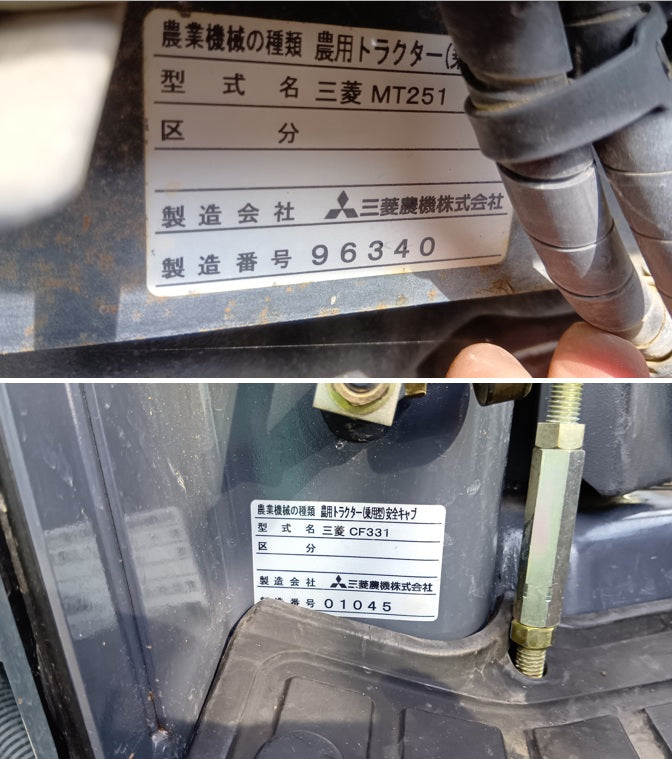 農業機械の種類 農用トラクター(乗
型式名 三菱 MT251
区分
製造会社 三菱農機株式会社
製造番号 96340
農業機械の種類 農用トラクター(乗用型)安全キャブ
型式名 三菱 CF331
区分
製造会社 三菱農機株式会社
製造番号 01045